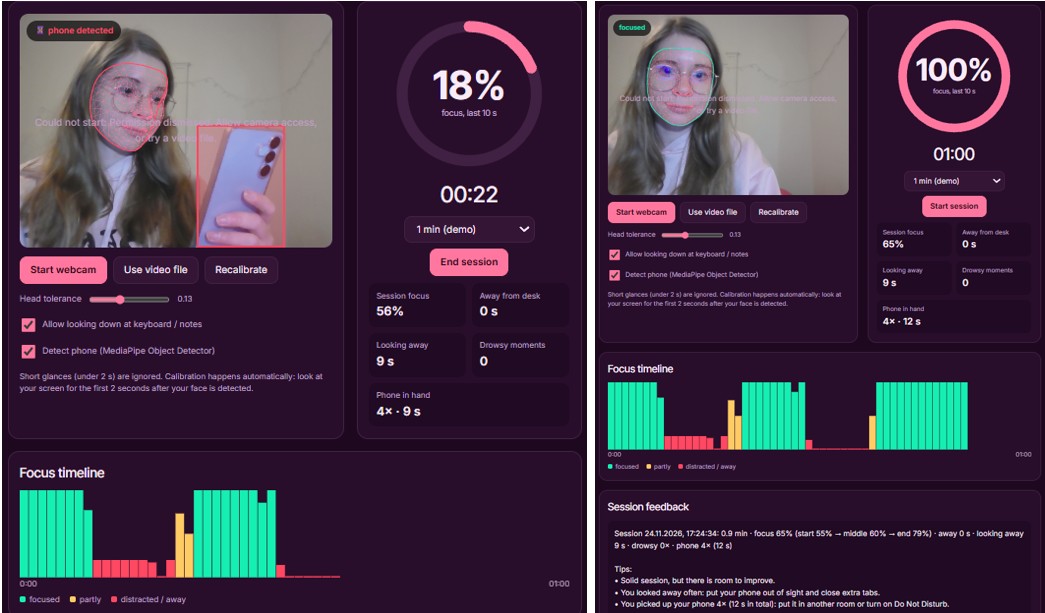 phone detected
Could not start: Permission dismissed. Allow camera access,
or try a video file.
Start webcam
Use video file
Recalibrate
Head tolerance
0.13
Allow looking down at keyboard / notes
Detect phone (MediaPipe Object Detector)
Short glances (under 2 s) are ignored. Calibration happens automatically: look at
your screen for the first 2 seconds after your face is detected.
18%
focus, last 10 s
00:22
1 min (demo)
End session
Session focus
56%
Away from desk
0 s
Looking away
9 s
Drowsy moments
0
Phone in hand
4× · 9 s
Focus timeline
0:00
01:00
focused
partly
distracted / away
focused
Could not start: Permission dismissed. Allow camera access,
or try a video file.
Start webcam
Use video file
Recalibrate
Head tolerance
0.13
Allow looking down at keyboard / notes
Detect phone (MediaPipe Object Detector)
Short glances (under 2 s) are ignored. Calibration happens automatically: look at
your screen for the first 2 seconds after your face is detected.
100%
focus, last 10 s
01:00
1 min (demo)
Start session
Session focus
65%
Away from desk
0 s
Looking away
9 s
Drowsy moments
0
Phone in hand
4× · 12 s
Focus timeline
0:00
01:00
focused
partly
distracted / away
Session feedback
Session 24.11.2026, 17:24:34: 0.9 min · focus 65% (start 55% → middle 60% → end 79%) · away 0 s · looking away
9 s · drowsy 0× · phone 4× (12 s)
Tips:
• Solid session, but there is room to improve.
• You looked away often: put your phone out of sight and close extra tabs.
• You picked up your phone 4× (12 s in total): put it in another room or turn on Do Not Disturb.